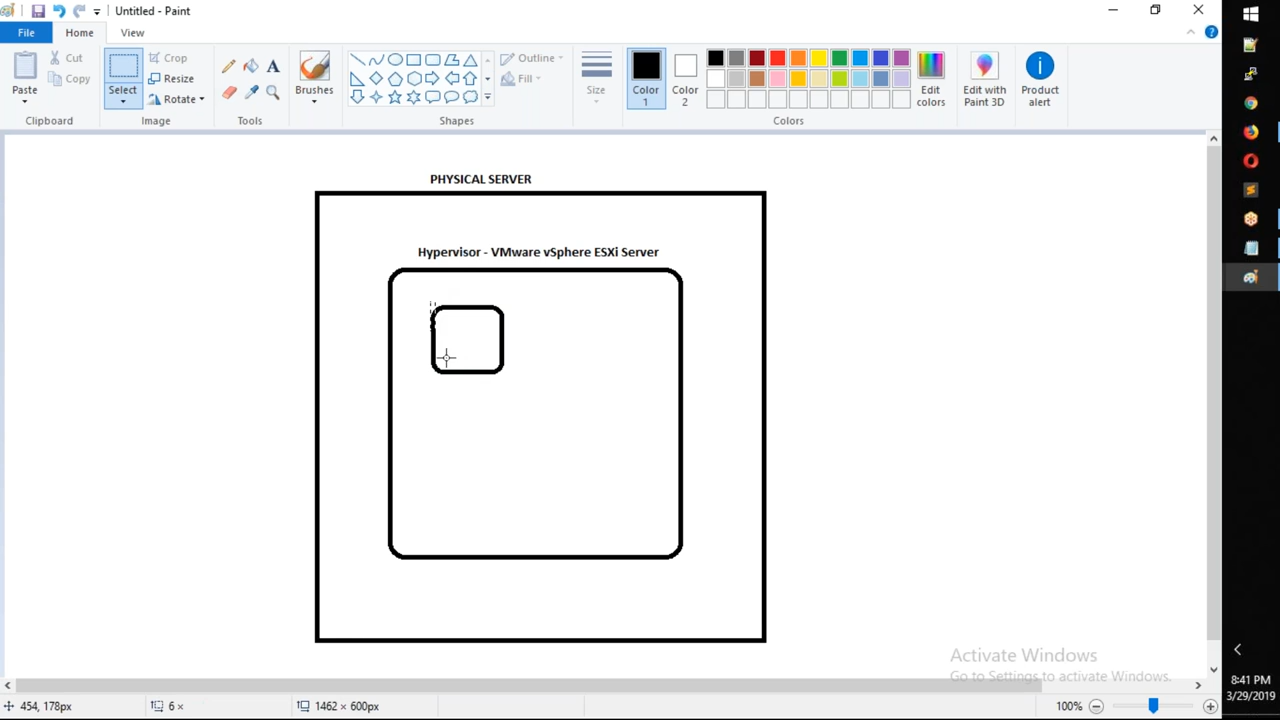 Untitled - Paint
File Home View
Paste Cut Copy Select Crop Resize Rotate A Brushes Outline Fill Size Color 1 Color 2 Edit colors Edit with Paint 3D Product alert
Clipboard Image Tools Shapes Colors
PHYSICAL SERVER
Hypervisor - VMware vSphere ESXi Server
Activate Windows
Go to Settings to activate Windows.
454, 178px 6 × 1462 × 600px 100%
8:41 PM
3/29/2019